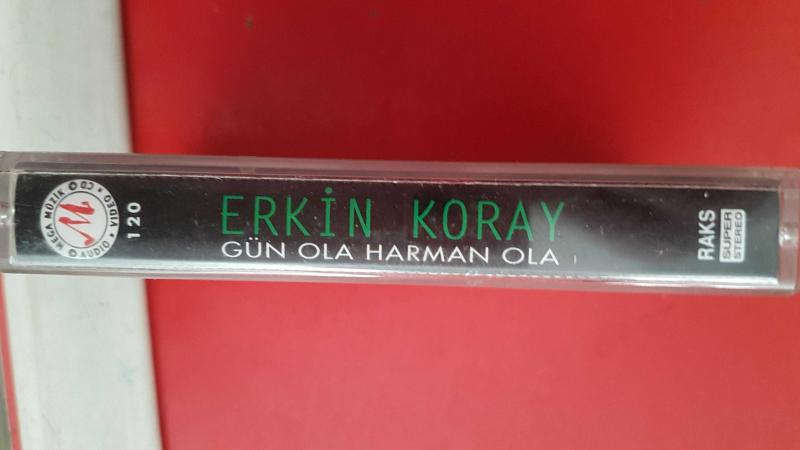 MEGA MÜZİK
AUDIO • VIDEO • CD
120
ERKİN KORAY
GÜN OLA HARMAN OLA
RAKS
SUPER
STEREO